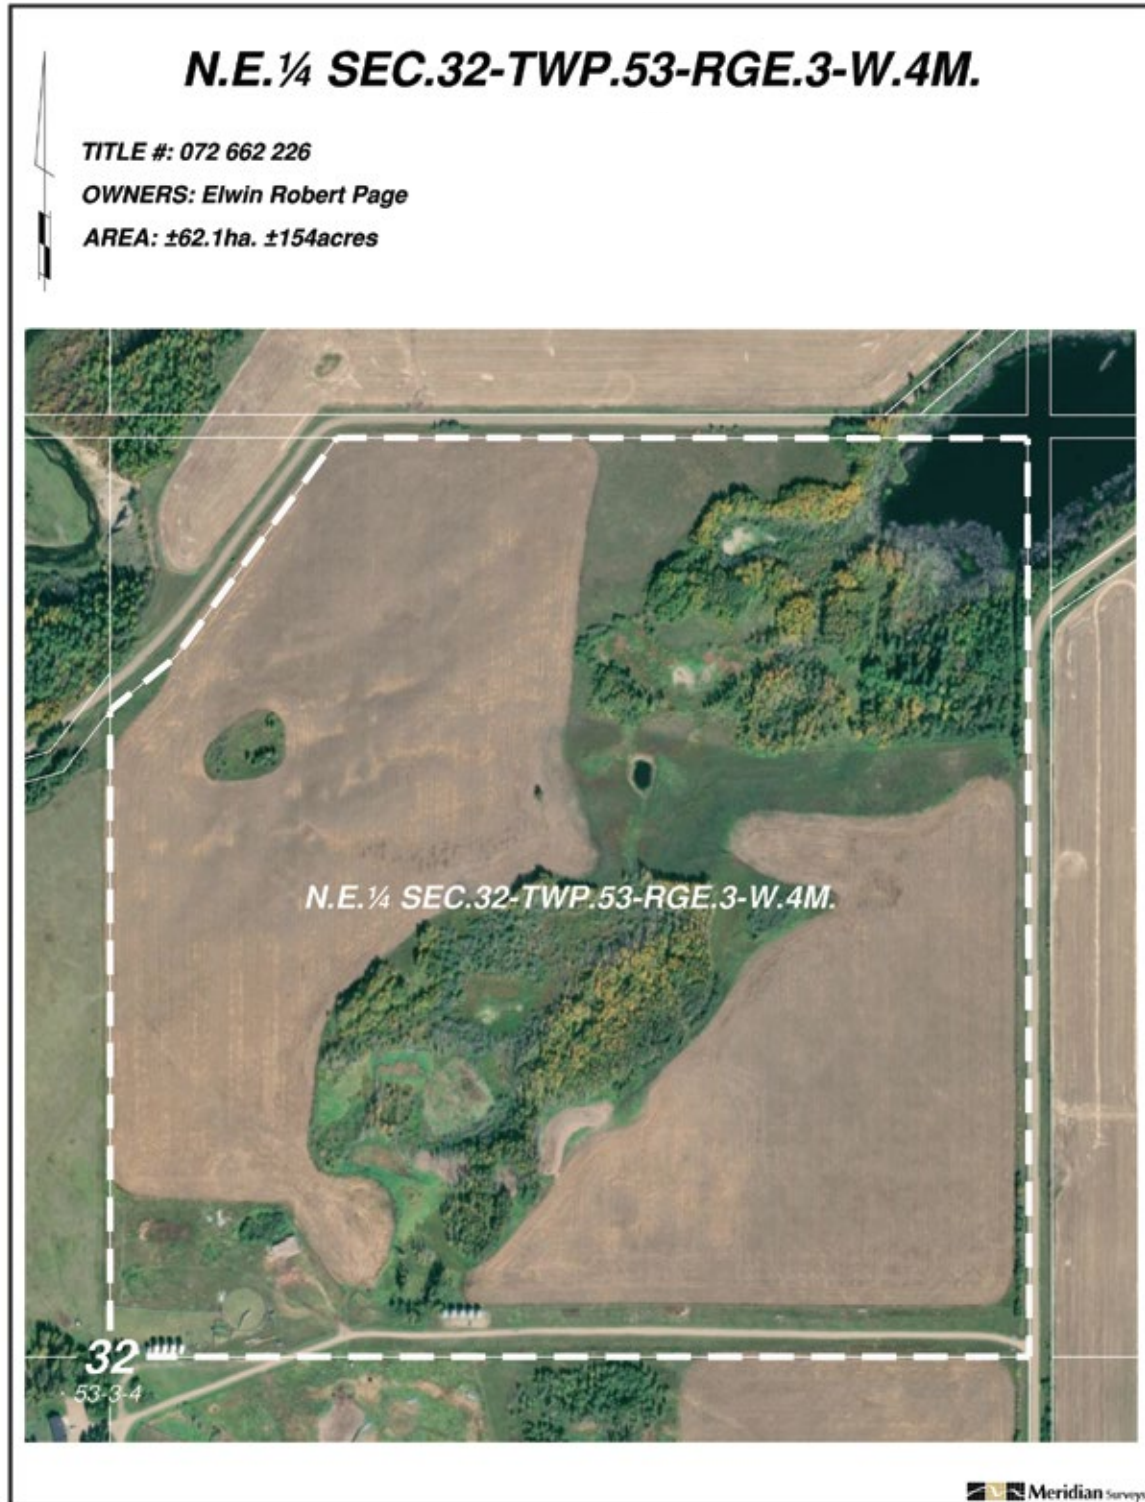 N.E.¼ SEC.32-TWP.53-RGE.3-W.4M.
TITLE #: 072 662 226
OWNERS: Elwin Robert Page
AREA: ±62.1ha. ±154acres
N.E.¼ SEC.32-TWP.53-RGE.3-W.4M.
32
53-3-4
Meridian Surveys